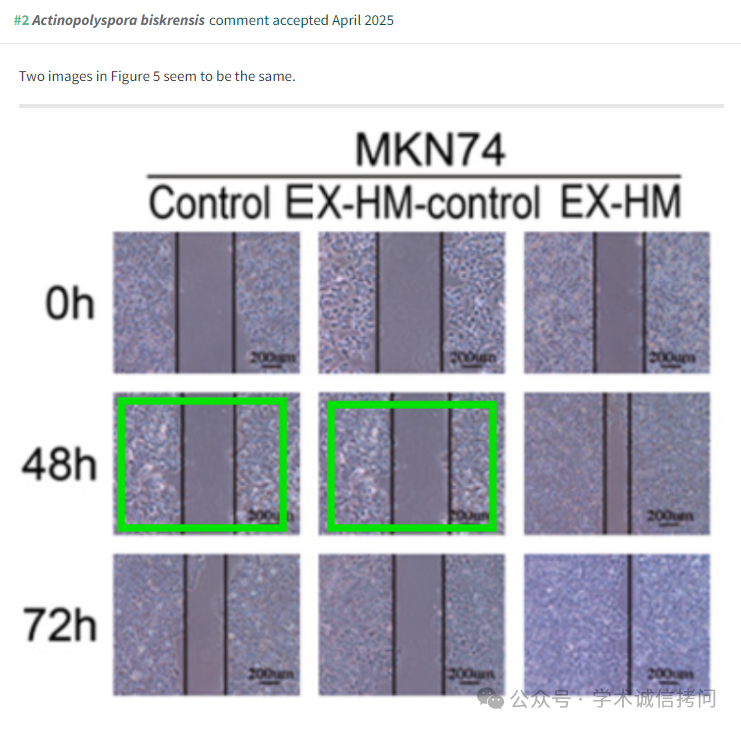 #2 Actinopolyspora biskrensis comment accepted April 2025
Two images in Figure 5 seem to be the same.
MKN74
Control EX-HM-control EX-HM
0h
200um 200um 200um
48h
200um 200um 200um
72h
200um 200um 200um
公众号 · 学术诚信拷问